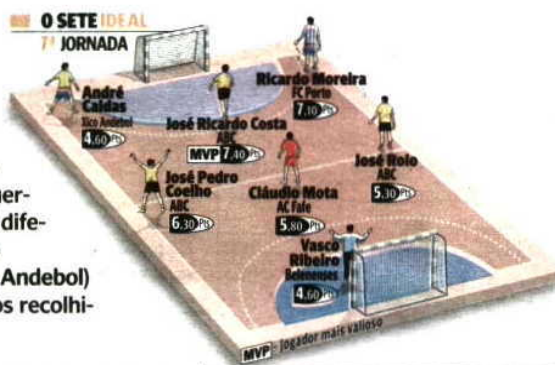 O SETE IDEAL
7ª JORNADA
Ricardo Moreira
FC Porto
7,10 Pts
André
Caldas
Xico Andebol
4,60 Pts
José Ricardo Costa
ABC
MVP 7,40 Pts
José Rolo
ABC
5,30 Pts
José Pedro
Coelho
ABC
6,30 Pts
Cláudio Mota
AC Fafe
5,80 Pts
Vasco
Ribeiro
Belenenses
4,60 Pts
MVP - Jogador mais valioso
uer-
dife-
Andebol)
os recolhi-